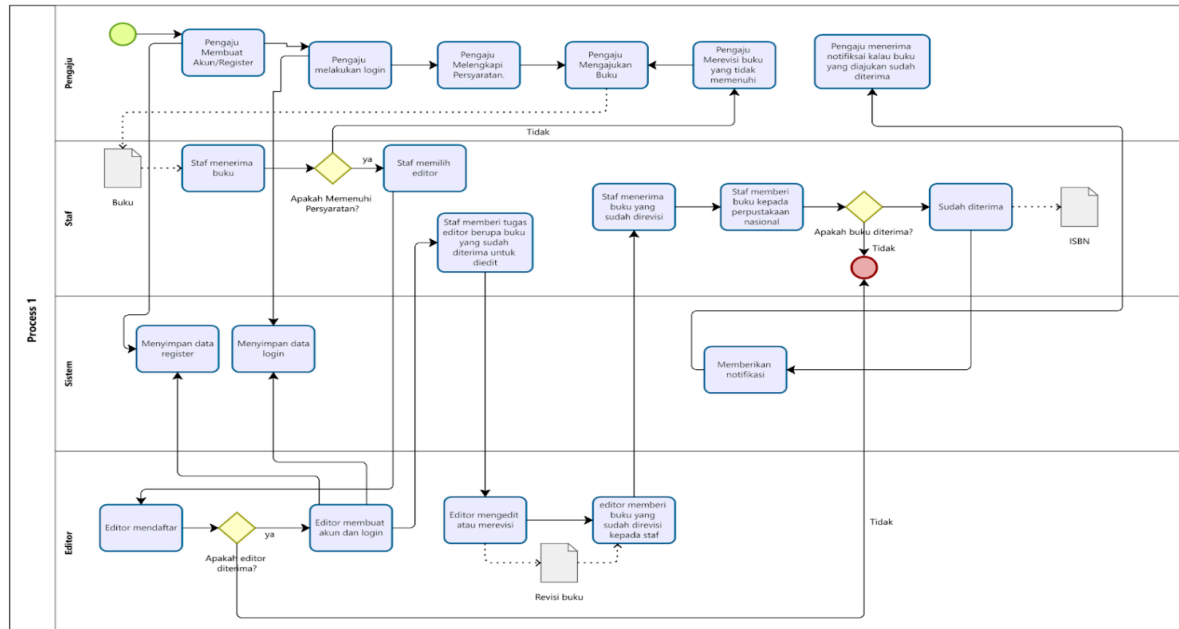 Process 1
Pengaju
Pengaju
Membuat
Akun/Register
Pengaju
melakukan login
Pengaju
Melengkapi
Persyaratan.
Pengaju
Mengajukan
Buku
Pengaju
Merevisi buku
yang tidak
memenuhi
Pengaju menerima
notifiksai kalau buku
yang diajukan sudah
diterima
Tidak
Staf
Buku
Staf menerima
buku
Apakah Memenuhi
Persyaratan?
ya
Staf memilih
editor
Staf memberi tugas
editor berupa buku
yang sudah
diterima untuk
diedit
Staf menerima
buku yang
sudah direvisi
Staf memberi
buku kepada
perpustakaan
nasional
Apakah buku diterima?
Tidak
Sudah diterima
ISBN
Sistem
Menyimpan data
register
Menyimpan data
login
Memberikan
notifikasi
Editor
Editor mendaftar
Apakah editor
diterima?
ya
Editor membuat
akun dan login
Editor mengedit
atau merevisi
Revisi buku
editor memberi
buku yang
sudah direvisi
kepada staf
Tidak